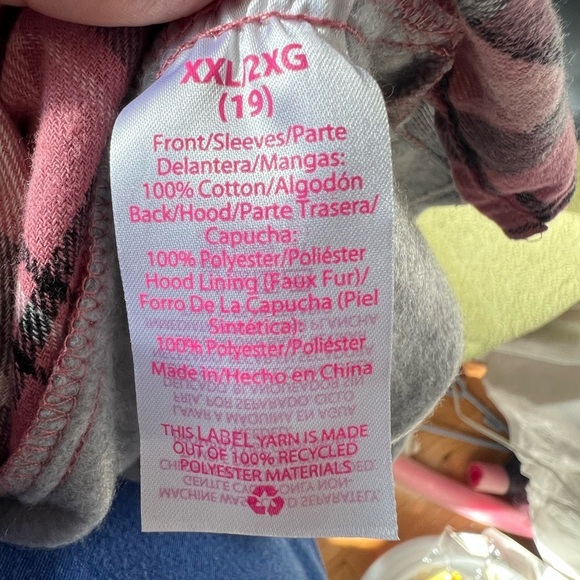 XXL/2XG
(19)
Front/Sleeves/Parte
Delantera/Mangas:
100% Cotton/Algodón
Back/Hood/Parte Trasera/
Capucha:
100% Polyester/Poliéster
Hood Lining (Faux Fur)/
Forro De La Capucha (Piel
Sintética):
100% Polyester/Poliéster
Made in/Hecho en China
THIS LABEL YARN IS MADE
OUT OF 100% RECYCLED
POLYESTER MATERIALS